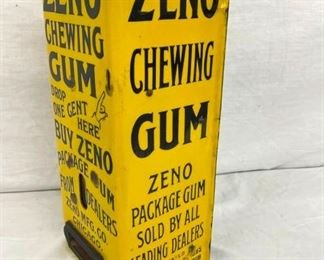 ZENO
CHEWING
GUM
DROP
ONE CENT
HERE
BUY ZENO
PACKAGE GUM
FROM DEALERS
ZENO MFG. CO.
CHICAGO
ZENO
CHEWING
GUM
ZENO
PACKAGE GUM
SOLD BY ALL
LEADING DEALERS